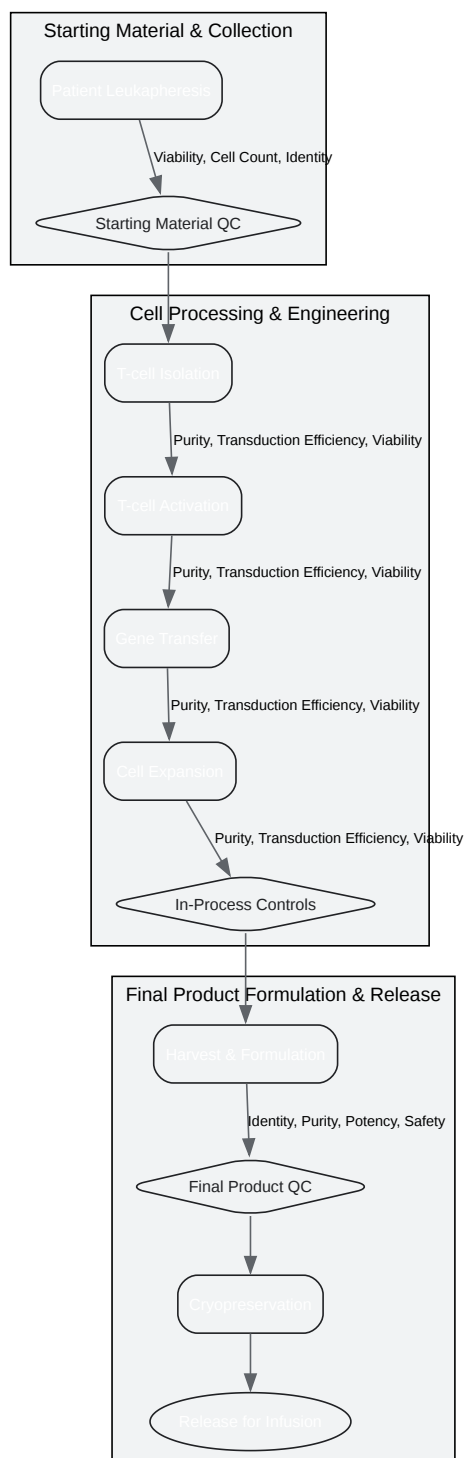 Starting Material & Collection
Patient Leukapheresis
Viability, Cell Count, Identity
Starting Material QC
Cell Processing & Engineering
T-cell Isolation
Purity, Transduction Efficiency, Viability
T-cell Activation
Purity, Transduction Efficiency, Viability
Gene Transfer
Purity, Transduction Efficiency, Viability
Cell Expansion
Purity, Transduction Efficiency, Viability
In-Process Controls
Final Product Formulation & Release
Harvest & Formulation
Identity, Purity, Potency, Safety
Final Product QC
Cryopreservation
Release for Infusion